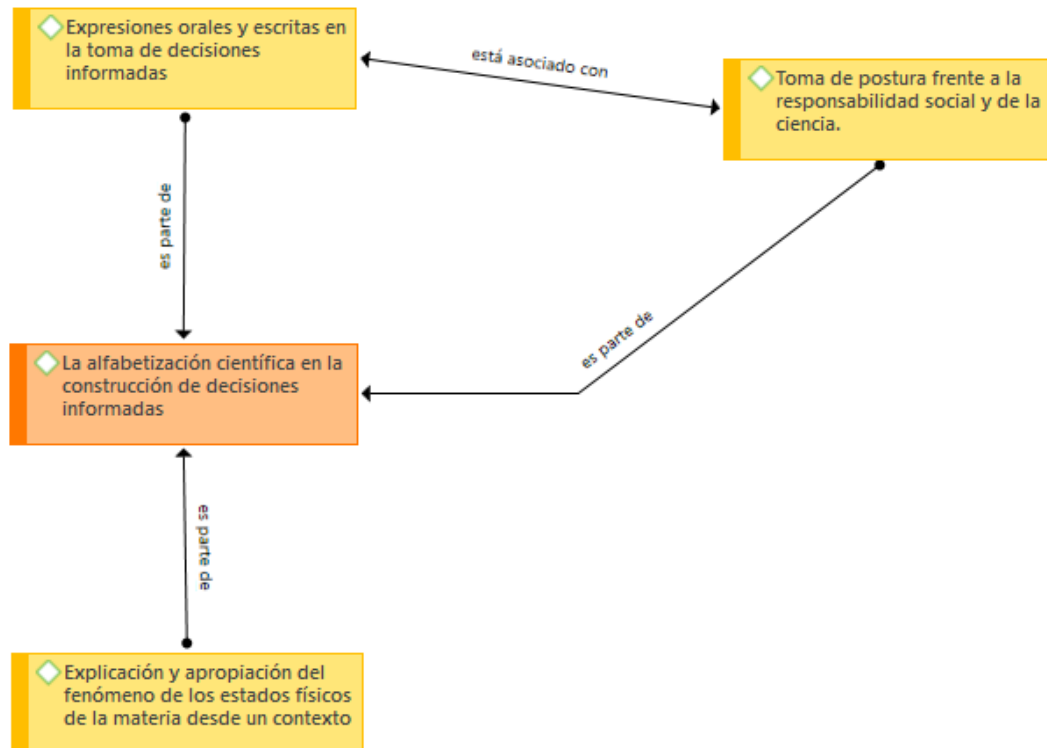 Expresiones orales y escritas en
la toma de decisiones
informadas
está asociado con
Toma de postura frente a la
responsabilidad social y de la
ciencia.
es parte de
es parte de
La alfabetización científica en la
construcción de decisiones
informadas
es parte de
Explicación y apropiación del
fenómeno de los estados físicos
de la materia desde un contexto